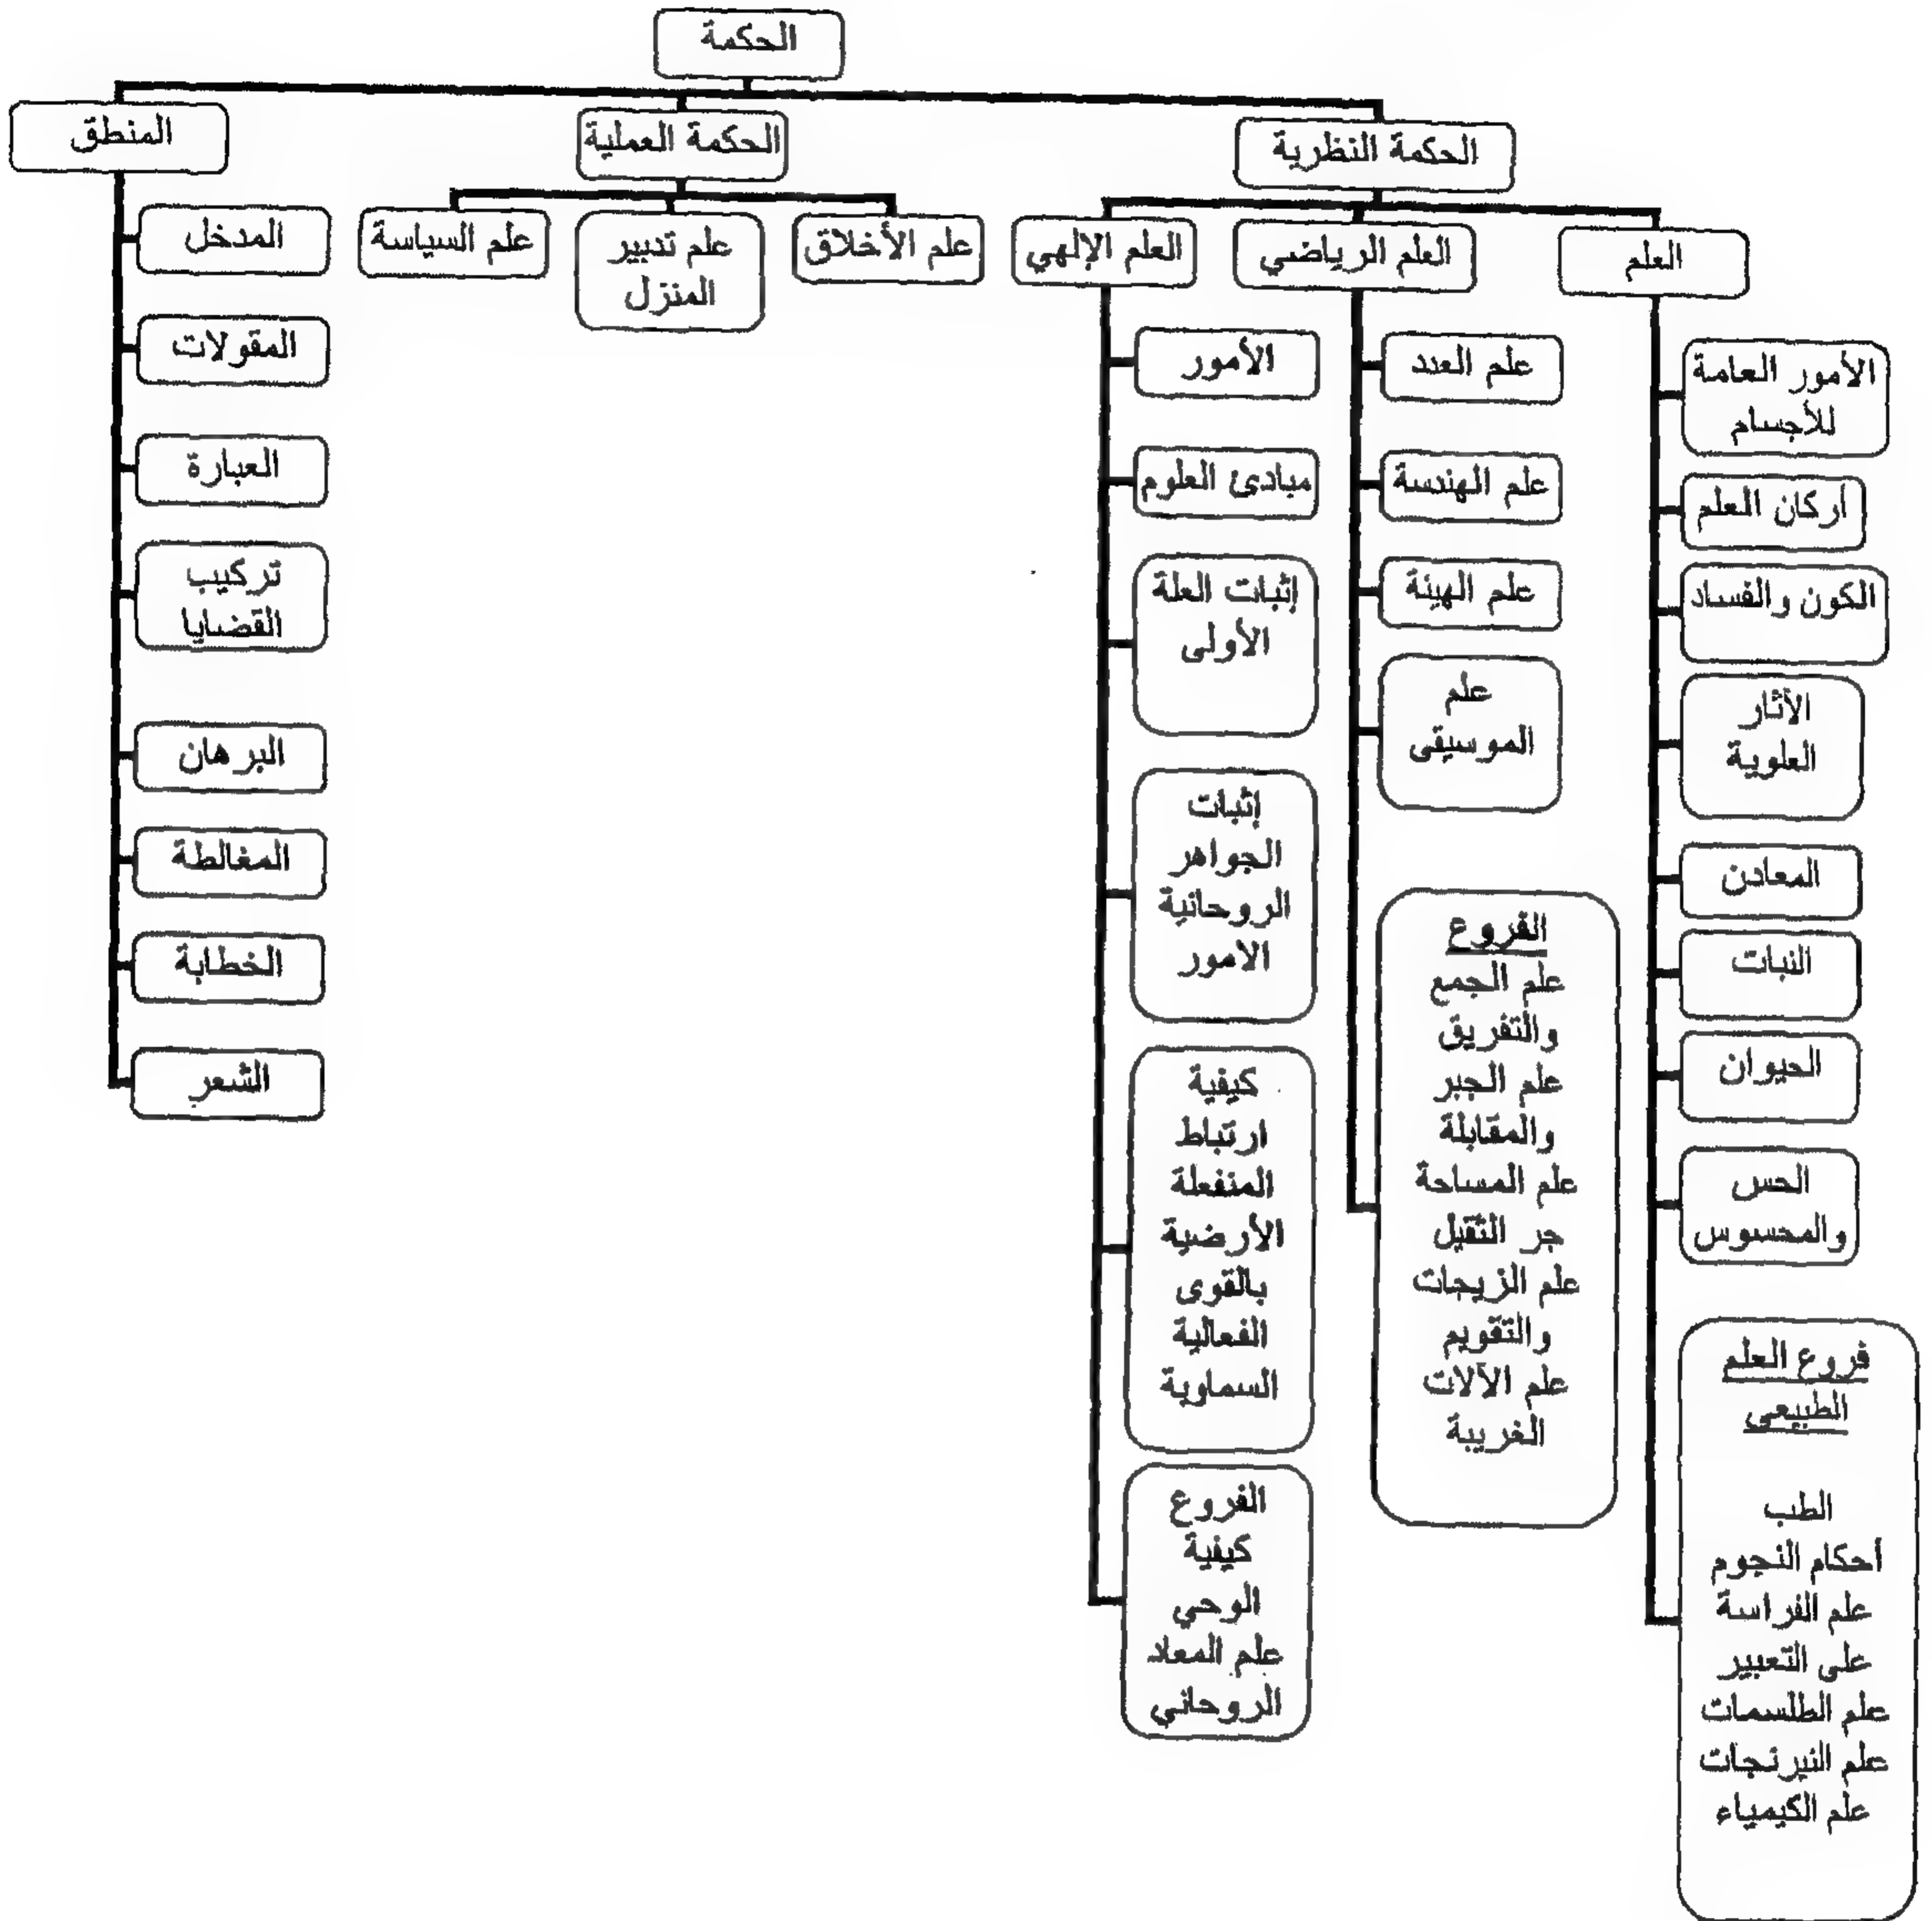 الحكمة
الحكمة النظرية
الحكمة العملية
المنطق
العلم
العلم الرياضي
العلم الإلهي
علم الأخلاق
علم تدبير
المنزل
علم السياسة
الأمور العامة
للأجسام
أركان العلم
الكون والفساد
الآثار
العلوية
المعادن
النبات
الحيوان
الحس
والمحسوس
فروع العلم
الطبيعي
الطب
أحكام النجوم
علم الفراسة
على التعبير
علم الطلسمات
علم النيرنجات
علم الكيمياء
علم العدد
علم الهندسة
علم الهيئة
علم
الموسيقى
الفروع
علم الجمع
والتفريق
علم الجبر
والمقابلة
علم المساحة
جر الثقيل
علم الزيجات
والتقويم
علم الآلات
الغريبة
الأمور
مبادئ العلوم
إثبات العلة
الأولى
إثبات
الجواهر
الروحانية
الامور
كيفية
ارتباط
المنفعلة
الأرضية
بالقوى
الفعالية
السماوية
الفروع
كيفية
الوحي
علم المعاد
الروحاني
المدخل
المقولات
العبارة
تركيب
القضايا
البرهان
المغالطة
الخطابة
الشعر